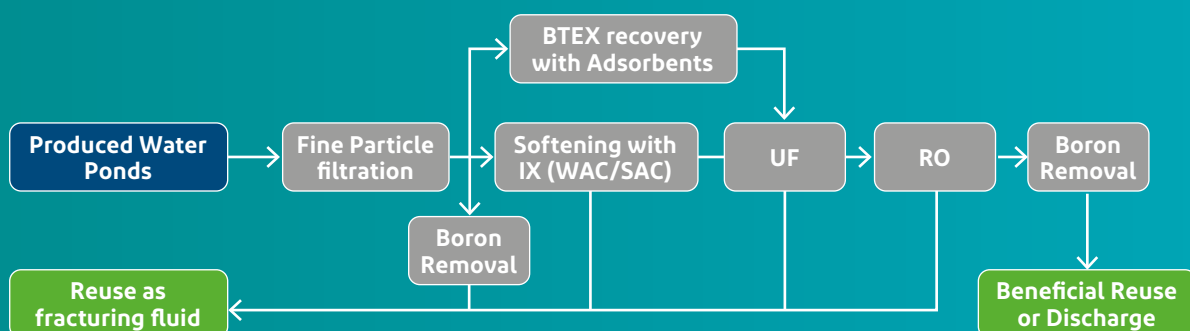 BTEX recovery
with Adsorbents
Produced Water
Ponds
Fine Particle
filtration
Softening with
IX (WAC/SAC)
UF
RO
Boron
Removal
Boron
Removal
Reuse as
fracturing fluid
Beneficial Reuse
or Discharge